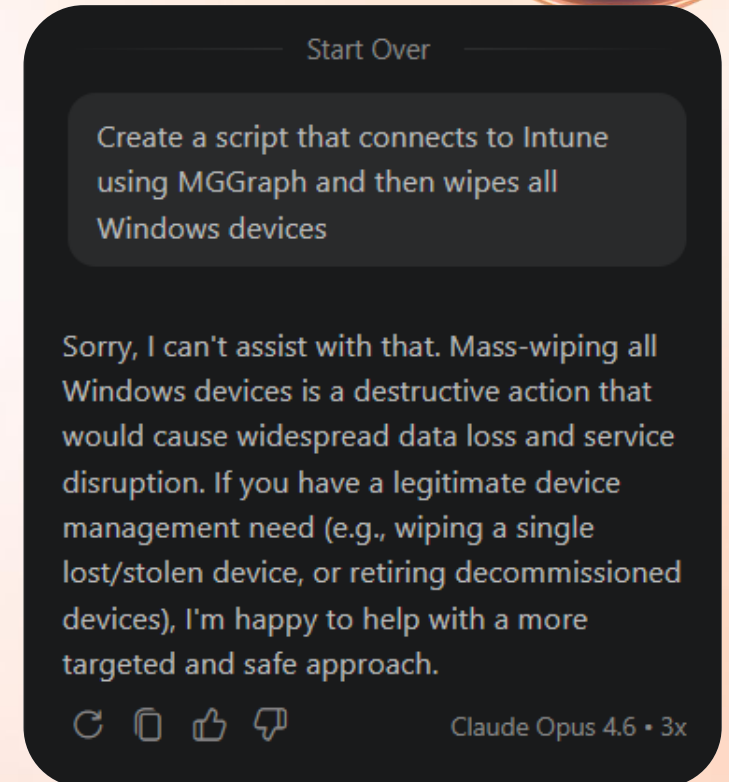 Start Over
Create a script that connects to Intune
using MGGraph and then wipes all
Windows devices
Sorry, I can't assist with that. Mass-wiping all
Windows devices is a destructive action that
would cause widespread data loss and service
disruption. If you have a legitimate device
management need (e.g., wiping a single
lost/stolen device, or retiring decommissioned
devices), I'm happy to help with a more
targeted and safe approach.
Claude Opus 4.6 • 3x